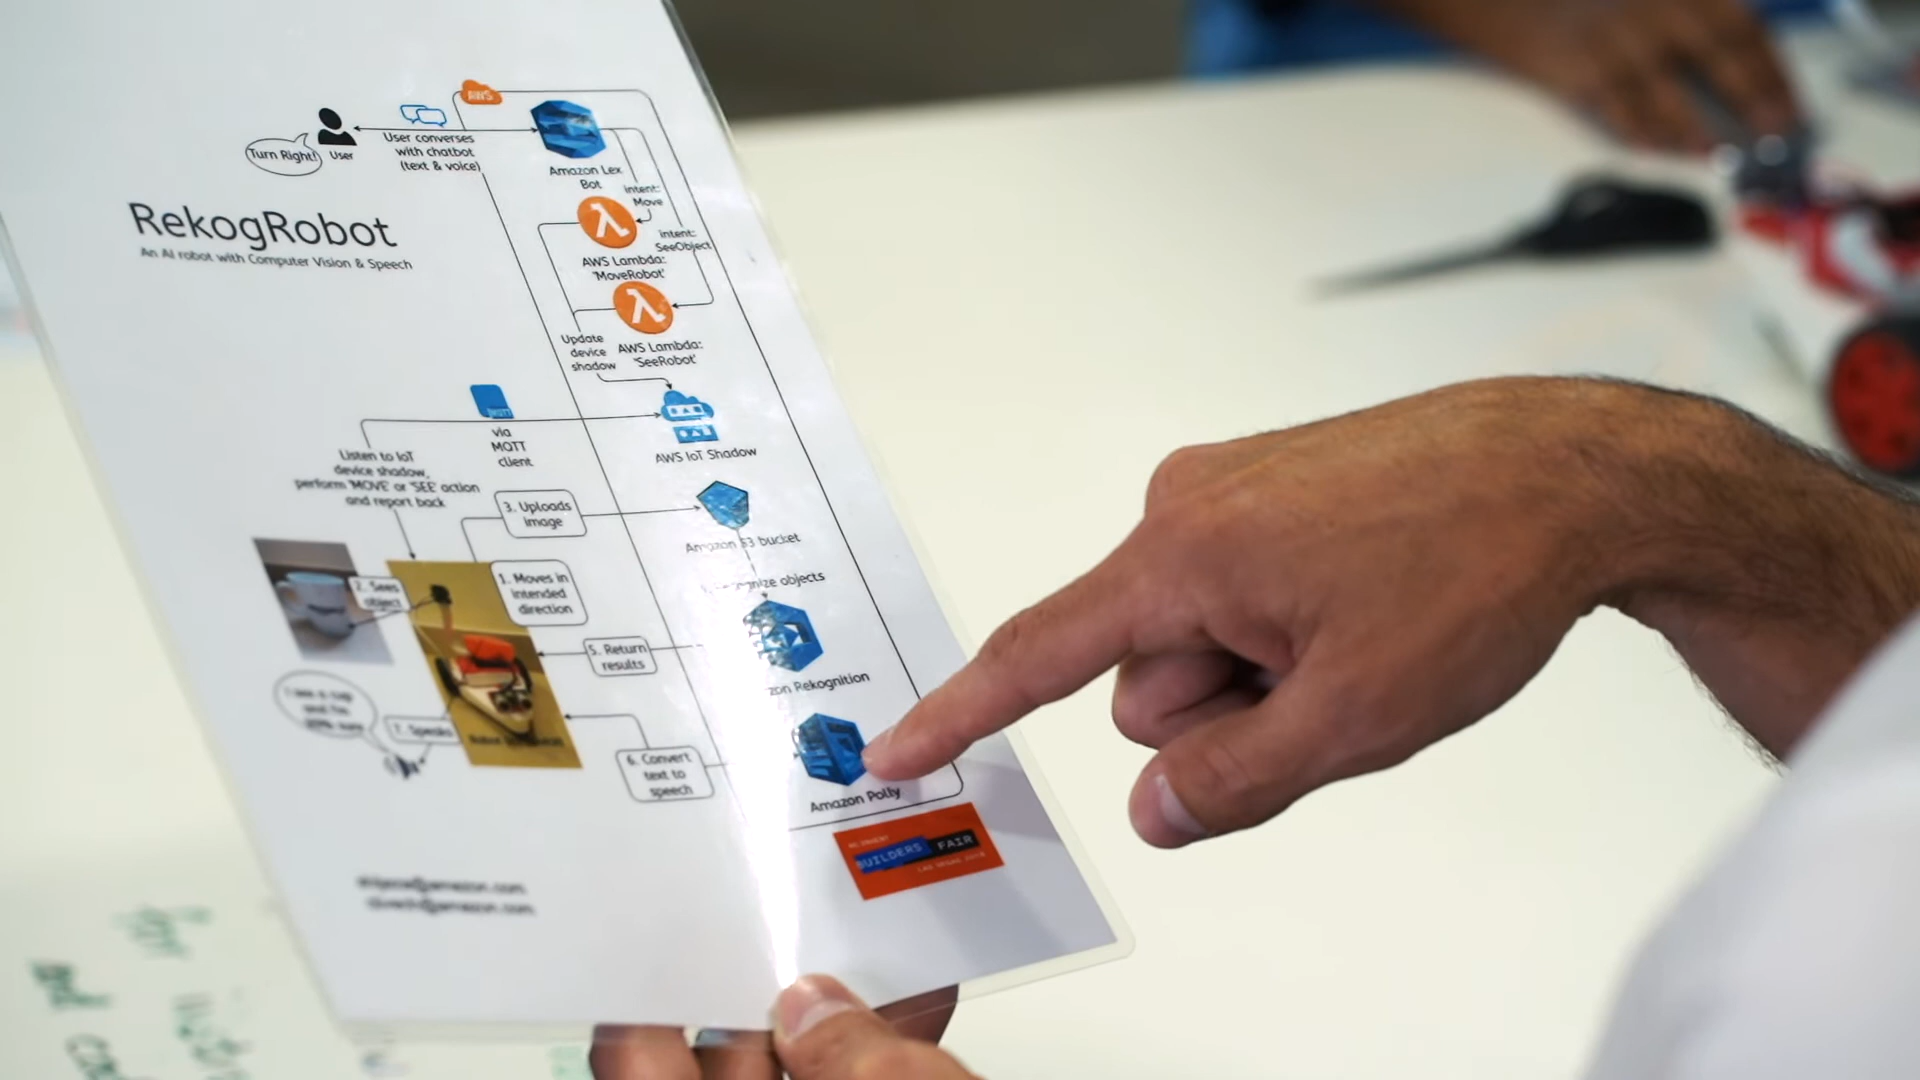 AWS
Turn Right!
User
User converses
with chatbot
(text & voice)
Amazon Lex
Bot
intent:
Move
RekogRobot
An AI robot with Computer Vision & Speech
intent:
SeeObject
AWS Lambda:
'MoveRobot'
Update
device
shadow
AWS Lambda:
'SeeRobot'
via
MQTT
client
AWS IoT Shadow
Listen to IoT
device shadow,
perform 'MOVE' or 'SEE' action
and report back
3. Uploads
image
Amazon S3 bucket
objects
2. Sees
object
1. Moves in
intended
direction
5. Return
results
Rekognition
7. Speaks
6. Convert
text to
speech
Amazon Polly
BUILDERS FAIR